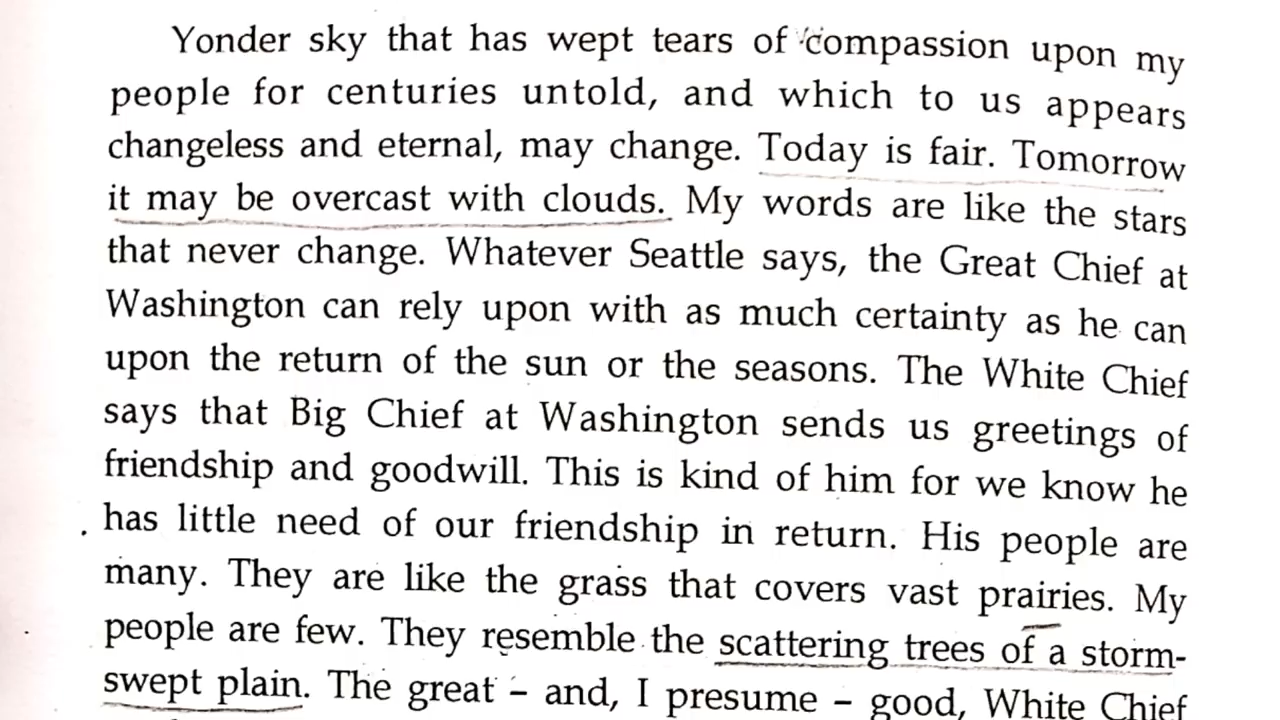 Yonder sky that has wept tears of compassion upon my
people for centuries untold, and which to us appears
changeless and eternal, may change. Today is fair. Tomorrow
it may be overcast with clouds. My words are like the stars
that never change. Whatever Seattle says, the Great Chief at
Washington can rely upon with as much certainty as he can
upon the return of the sun or the seasons. The White Chief
says that Big Chief at Washington sends us greetings of
friendship and goodwill. This is kind of him for we know he
has little need of our friendship in return. His people are
many. They are like the grass that covers vast prairies. My
people are few. They resemble the scattering trees of a storm-
swept plain. The great – and, I presume – good, White Chief